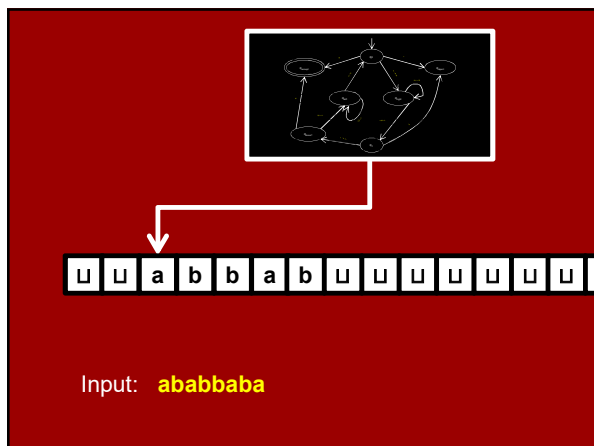 ⊔ ⊔ a b b a b ⊔ ⊔ ⊔ ⊔ ⊔ ⊔ ⊔
Input: ababbaba